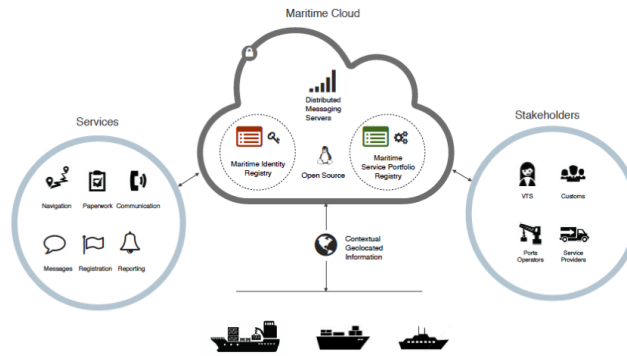 Maritime Cloud
Distributed
Messaging
Servers
Maritime Identity
Registry
Open Source
Maritime
Service Portfolio
Registry
Services
Navigation
Paperwork
Communication
Messages
Registration
Reporting
Stakeholders
VTS
Customs
Ports
Operators
Service
Providers
Contextual
Geolocated
Information